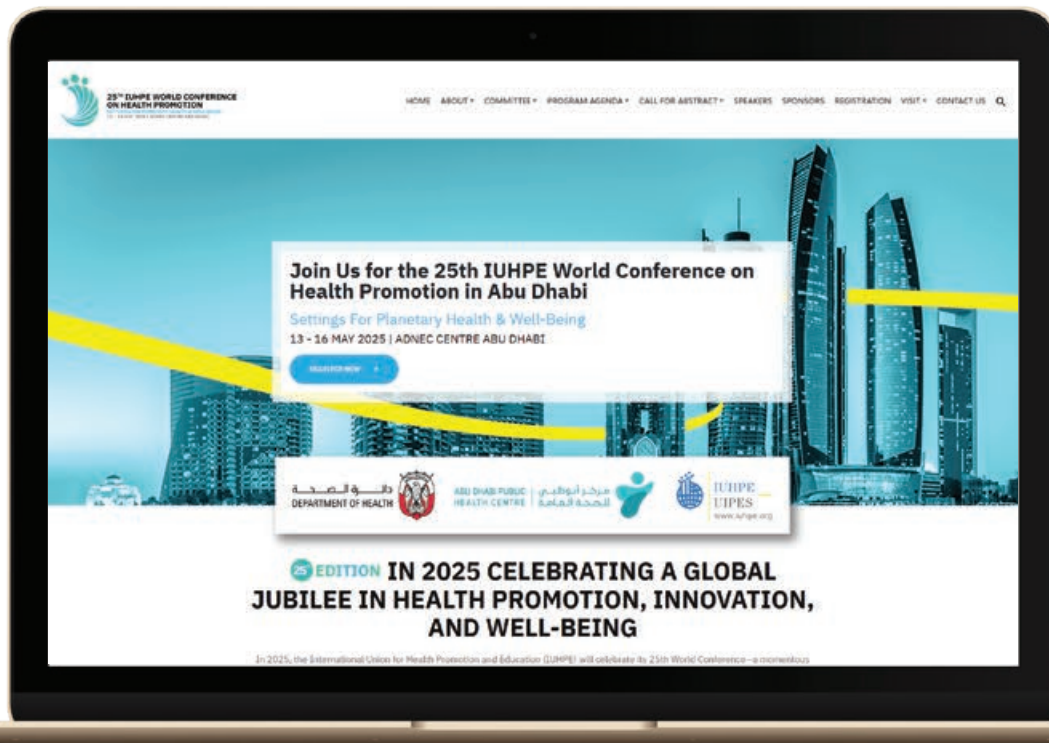 25TH IUHPE WORLD CONFERENCE
ON HEALTH PROMOTION
HOME ABOUT COMMITTEE PROGRAM AGENDA CALL FOR ABSTRACT SPEAKERS SPONSORS REGISTRATION VISIT CONTACT US
Join Us for the 25th IUHPE World Conference on
Health Promotion in Abu Dhabi
Settings For Planetary Health & Well-Being
13 - 16 MAY 2025 | ADNEC CENTRE ABU DHABI
REGISTER NOW
دائرة الصحة
DEPARTMENT OF HEALTH
ABU DHABI PUBLIC
HEALTH CENTRE
مركز أبوظبي
للصحة العامة
IUHPE
UIPES
www.iuhpe.org
25 EDITION IN 2025 CELEBRATING A GLOBAL
JUBILEE IN HEALTH PROMOTION, INNOVATION,
AND WELL-BEING
In 2025, the International Union for Health Promotion and Education (IUHPE) will celebrate its 25th World Conference—a momentous